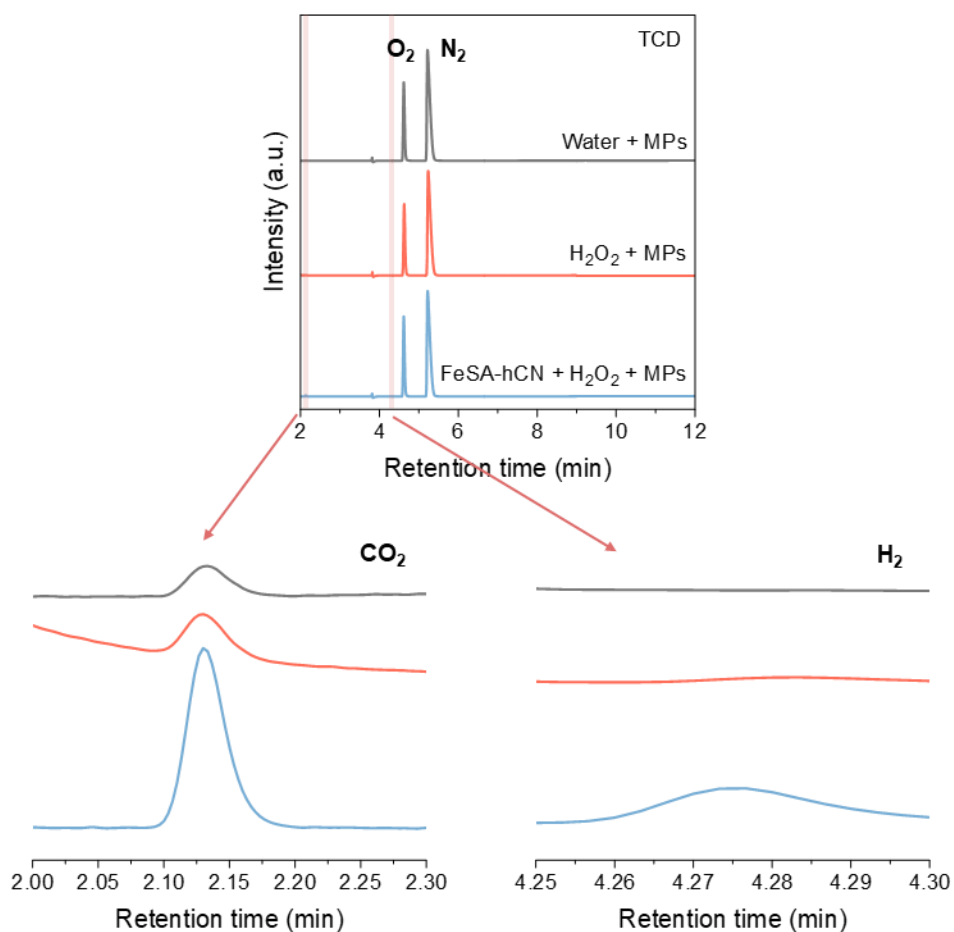 TCD
O₂ N₂
Water + MPs
H₂O₂ + MPs
FeSA-hCN + H₂O₂ + MPs
Intensity (a.u.)
2 4 6 8 10 12
Retention time (min)
CO₂
2.00 2.05 2.10 2.15 2.20 2.25 2.30
Retention time (min)
H₂
4.25 4.26 4.27 4.28 4.29 4.30
Retention time (min)